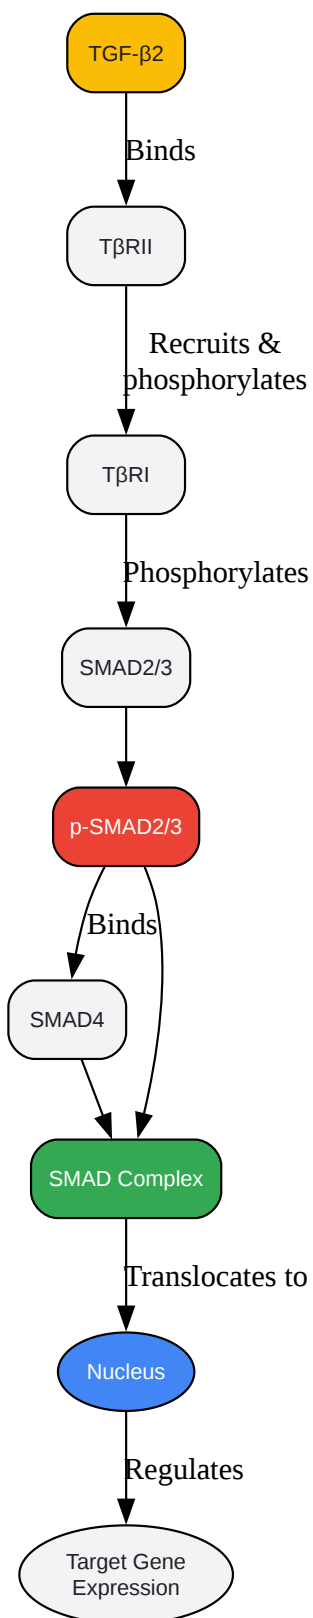 TGF-β2
Binds
TβRII
Recruits &
phosphorylates
TβRI
Phosphorylates
SMAD2/3
p-SMAD2/3
Binds
SMAD4
SMAD Complex
Translocates to
Nucleus
Regulates
Target Gene
Expression